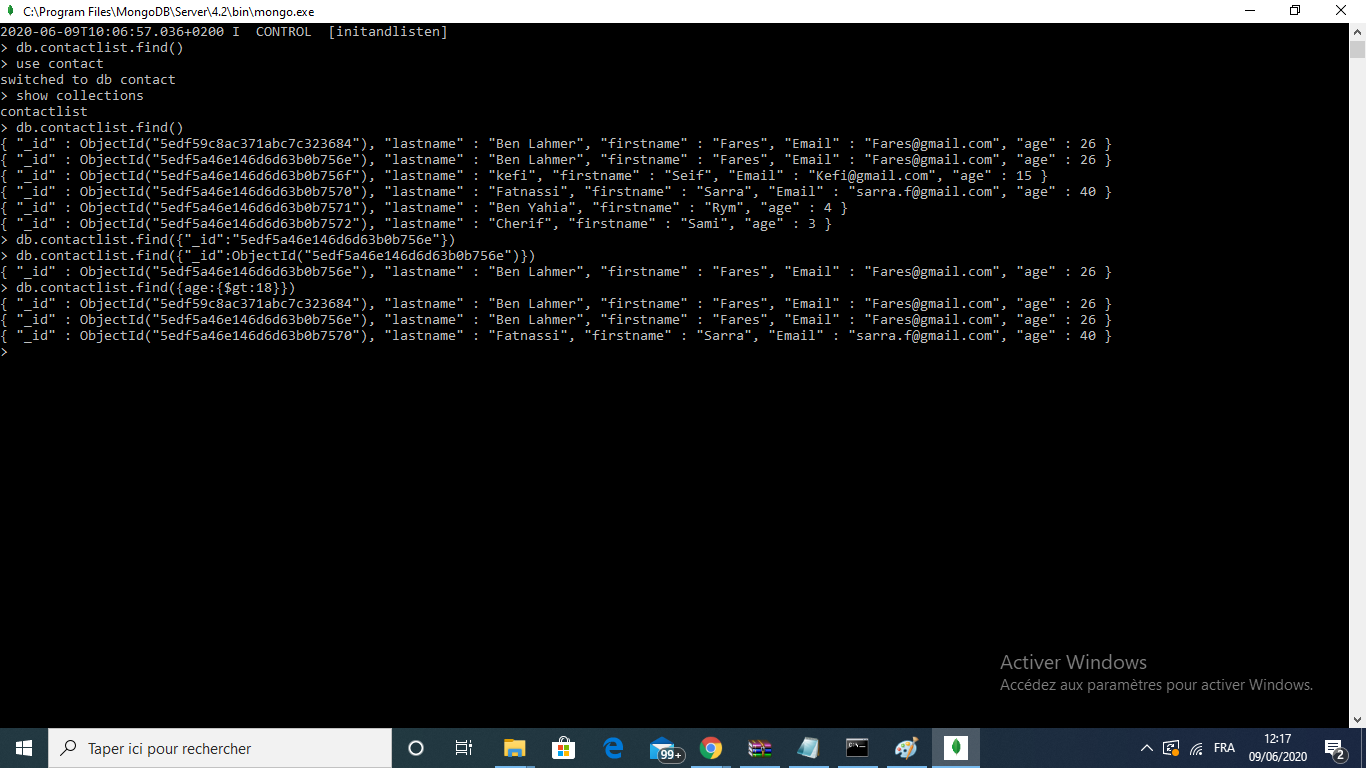 C:\Program Files\MongoDB\Server\4.2\bin\mongo.exe
2020-06-09T10:06:57.036+0200 I  CONTROL  [initandlisten]
> db.contactlist.find()
> use contact
switched to db contact
> show collections
contactlist
> db.contactlist.find()
{ "_id" : ObjectId("5edf59c8ac371abc7c323684"), "lastname" : "Ben Lahmer", "firstname" : "Fares", "Email" : "Fares@gmail.com", "age" : 26 }
{ "_id" : ObjectId("5edf5a46e146d6d63b0b756e"), "lastname" : "Ben Lahmer", "firstname" : "Fares", "Email" : "Fares@gmail.com", "age" : 26 }
{ "_id" : ObjectId("5edf5a46e146d6d63b0b756f"), "lastname" : "kefi", "firstname" : "Seif", "Email" : "Kefi@gmail.com", "age" : 15 }
{ "_id" : ObjectId("5edf5a46e146d6d63b0b7570"), "lastname" : "Fatnassi", "firstname" : "Sarra", "Email" : "sarra.f@gmail.com", "age" : 40 }
{ "_id" : ObjectId("5edf5a46e146d6d63b0b7571"), "lastname" : "Ben Yahia", "firstname" : "Rym", "age" : 4 }
{ "_id" : ObjectId("5edf5a46e146d6d63b0b7572"), "lastname" : "Cherif", "firstname" : "Sami", "age" : 3 }
> db.contactlist.find({"_id":"5edf5a46e146d6d63b0b756e"})
> db.contactlist.find({"_id":ObjectId("5edf5a46e146d6d63b0b756e")})
{ "_id" : ObjectId("5edf5a46e146d6d63b0b756e"), "lastname" : "Ben Lahmer", "firstname" : "Fares", "Email" : "Fares@gmail.com", "age" : 26 }
> db.contactlist.find({age:{$gt:18}})
{ "_id" : ObjectId("5edf59c8ac371abc7c323684"), "lastname" : "Ben Lahmer", "firstname" : "Fares", "Email" : "Fares@gmail.com", "age" : 26 }
{ "_id" : ObjectId("5edf5a46e146d6d63b0b756e"), "lastname" : "Ben Lahmer", "firstname" : "Fares", "Email" : "Fares@gmail.com", "age" : 26 }
{ "_id" : ObjectId("5edf5a46e146d6d63b0b7570"), "lastname" : "Fatnassi", "firstname" : "Sarra", "Email" : "sarra.f@gmail.com", "age" : 40 }
>
Activer Windows
Accédez aux paramètres pour activer Windows.
Taper ici pour rechercher
99+
FRA
12:17
09/06/2020
2